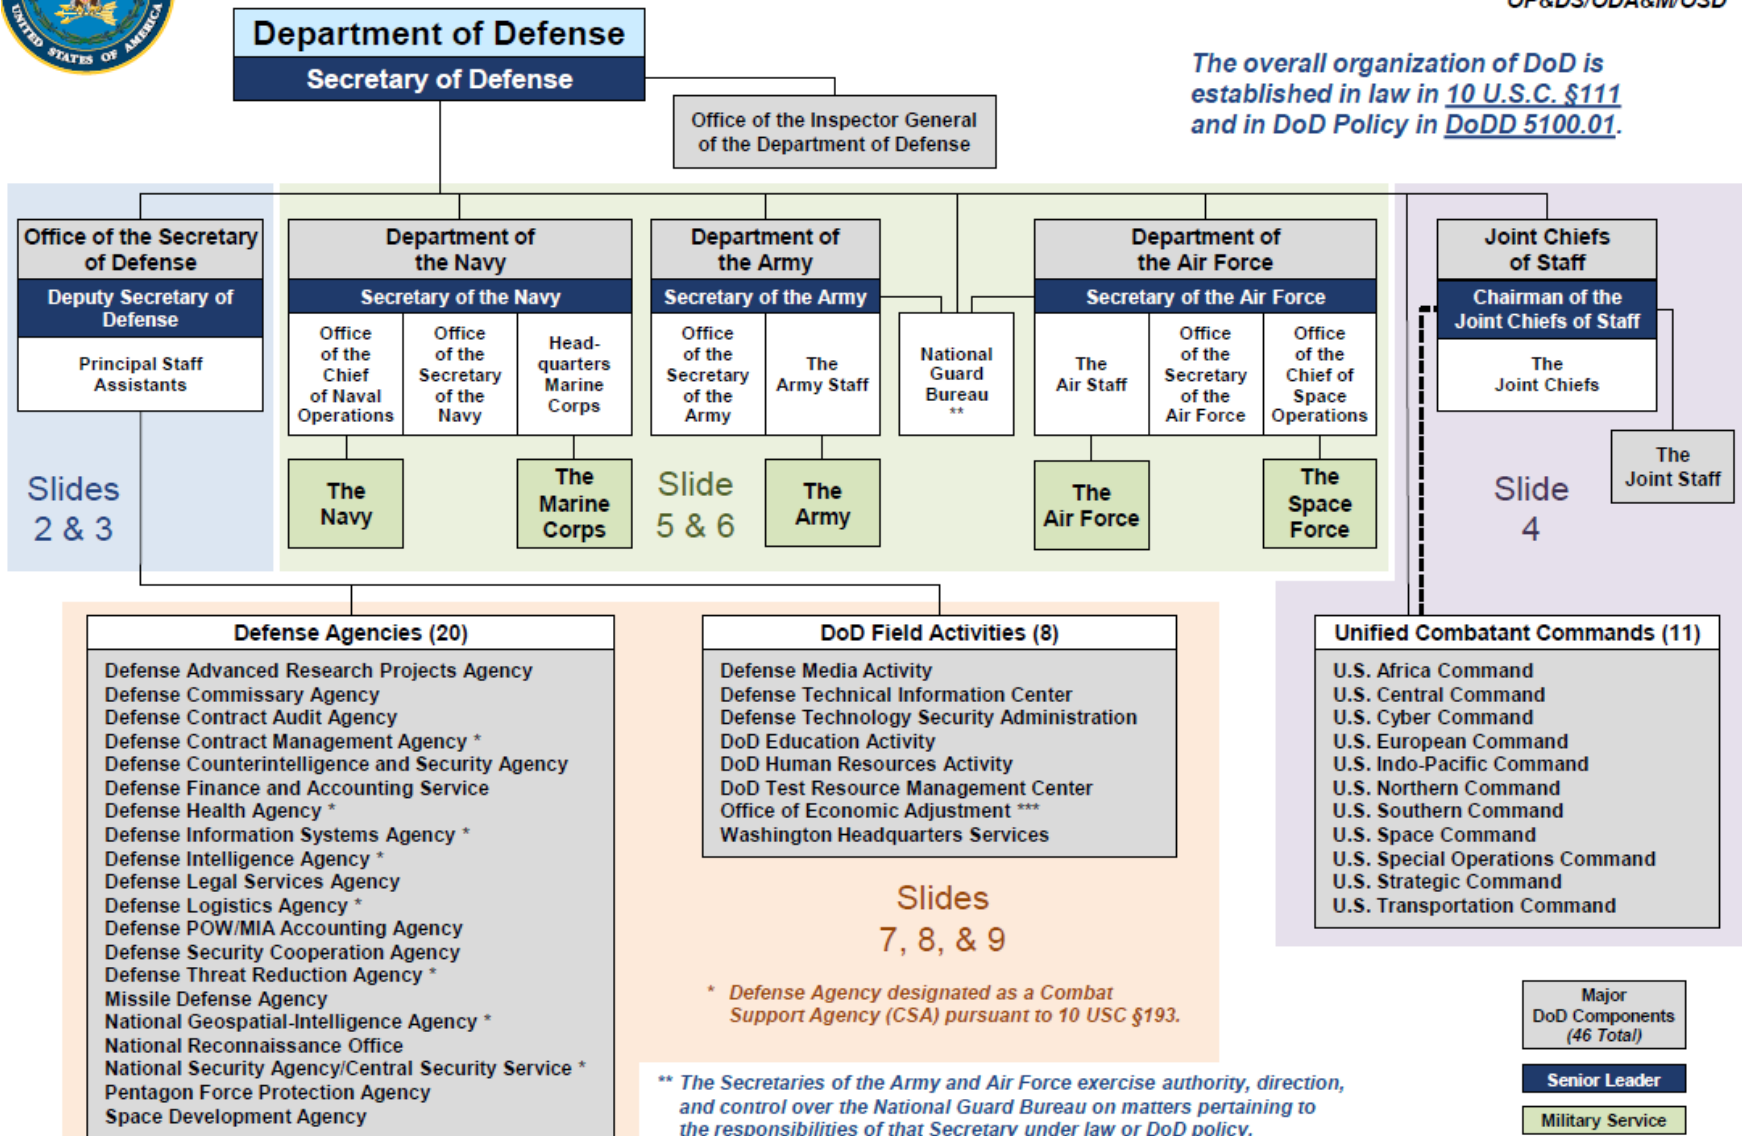 UNITED STATES OF AMERICA
Department of Defense
Secretary of Defense
Office of the Inspector General
of the Department of Defense
The overall organization of DoD is
established in law in 10 U.S.C. §111
and in DoD Policy in DoDD 5100.01.
Office of the Secretary
of Defense
Deputy Secretary of
Defense
Principal Staff
Assistants
Slides
2 & 3
Department of
the Navy
Secretary of the Navy
Office
of the
Chief
of Naval
Operations
Office
of the
Secretary
of the
Navy
Head-
quarters
Marine
Corps
The
Navy
The
Marine
Corps
Slide
5 & 6
Department of
the Army
Secretary of the Army
Office
of the
Secretary
of the
Army
The
Army Staff
The
Army
National
Guard
Bureau
**
Department of
the Air Force
Secretary of the Air Force
The
Air Staff
Office
of the
Secretary
of the
Air Force
Office
of the
Chief of
Space
Operations
The
Air Force
The
Space
Force
Joint Chiefs
of Staff
Chairman of the
Joint Chiefs of Staff
The
Joint Chiefs
The
Joint Staff
Slide
4
Defense Agencies (20)
Defense Advanced Research Projects Agency
Defense Commissary Agency
Defense Contract Audit Agency
Defense Contract Management Agency *
Defense Counterintelligence and Security Agency
Defense Finance and Accounting Service
Defense Health Agency *
Defense Information Systems Agency *
Defense Intelligence Agency *
Defense Legal Services Agency
Defense Logistics Agency *
Defense POW/MIA Accounting Agency
Defense Security Cooperation Agency
Defense Threat Reduction Agency *
Missile Defense Agency
National Geospatial-Intelligence Agency *
National Reconnaissance Office
National Security Agency/Central Security Service *
Pentagon Force Protection Agency
Space Development Agency
DoD Field Activities (8)
Defense Media Activity
Defense Technical Information Center
Defense Technology Security Administration
DoD Education Activity
DoD Human Resources Activity
DoD Test Resource Management Center
Office of Economic Adjustment ***
Washington Headquarters Services
Slides
7, 8, & 9
* Defense Agency designated as a Combat
Support Agency (CSA) pursuant to 10 USC §193.
** The Secretaries of the Army and Air Force exercise authority, direction,
and control over the National Guard Bureau on matters pertaining to
the responsibilities of that Secretary under law or DoD policy.
Unified Combatant Commands (11)
U.S. Africa Command
U.S. Central Command
U.S. Cyber Command
U.S. European Command
U.S. Indo-Pacific Command
U.S. Northern Command
U.S. Southern Command
U.S. Space Command
U.S. Special Operations Command
U.S. Strategic Command
U.S. Transportation Command
Major
DoD Components
(46 Total)
Senior Leader
Military Service